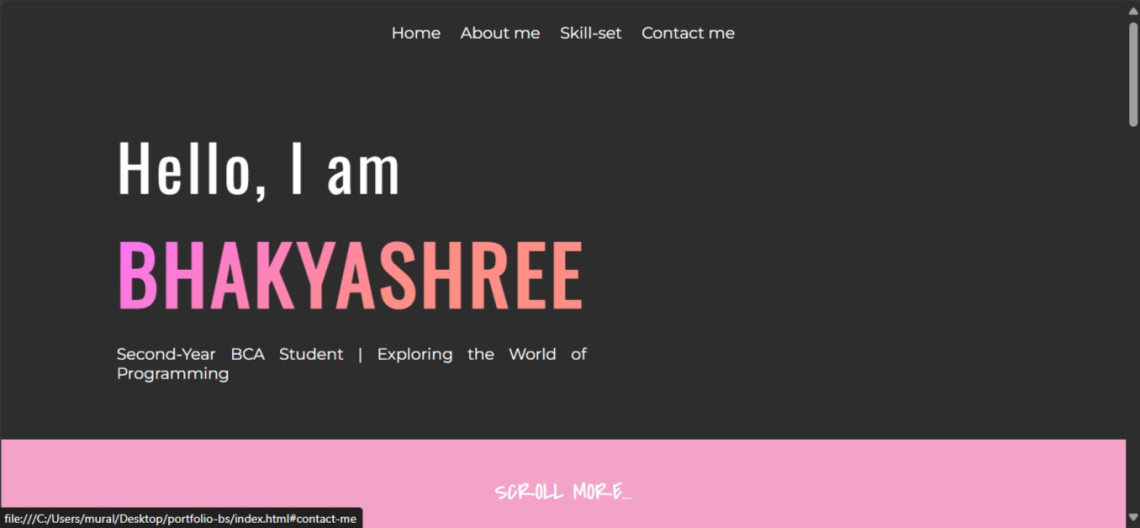 Home About me Skill-set Contact me
Hello, I am
BHAKYASHREE
Second-Year BCA Student | Exploring the World of
Programming
SCROLL MORE...
file:///C:/Users/mural/Desktop/portfolio-bs/index.html#contact-me